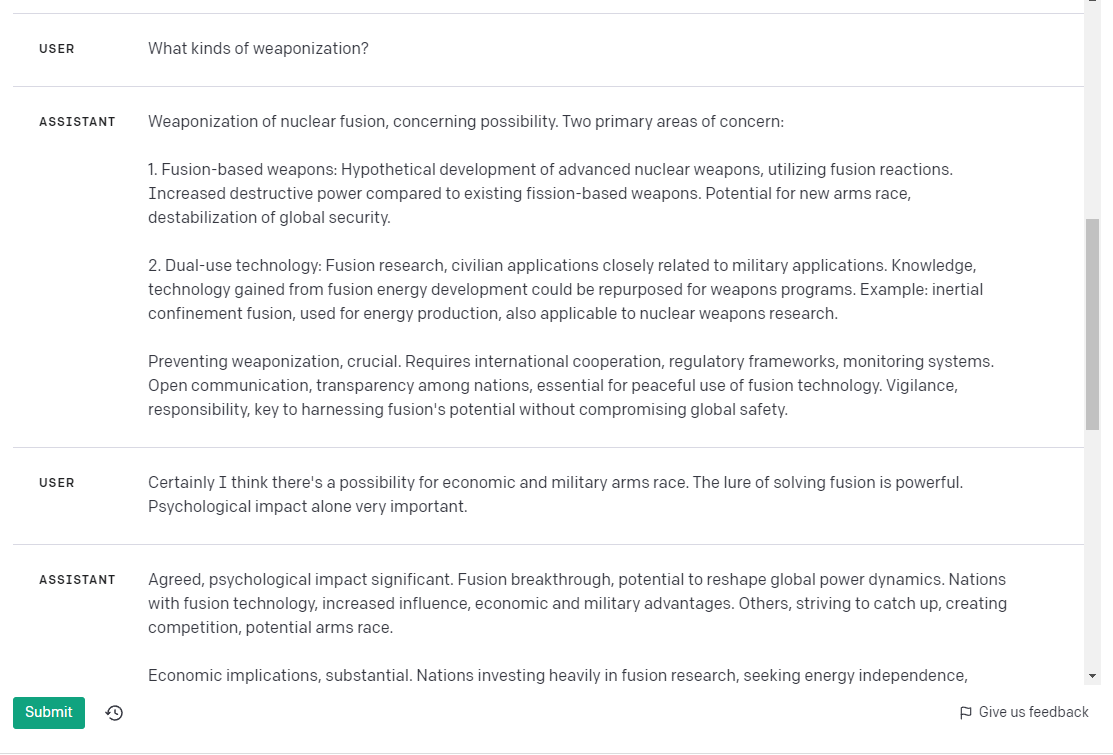 USER
What kinds of weaponization?
ASSISTANT
Weaponization of nuclear fusion, concerning possibility. Two primary areas of concern:
1. Fusion-based weapons: Hypothetical development of advanced nuclear weapons, utilizing fusion reactions.
Increased destructive power compared to existing fission-based weapons. Potential for new arms race,
destabilization of global security.
2. Dual-use technology: Fusion research, civilian applications closely related to military applications. Knowledge,
technology gained from fusion energy development could be repurposed for weapons programs. Example: inertial
confinement fusion, used for energy production, also applicable to nuclear weapons research.
Preventing weaponization, crucial. Requires international cooperation, regulatory frameworks, monitoring systems.
Open communication, transparency among nations, essential for peaceful use of fusion technology. Vigilance,
responsibility, key to harnessing fusion's potential without compromising global safety.
USER
Certainly I think there's a possibility for economic and military arms race. The lure of solving fusion is powerful.
Psychological impact alone very important.
ASSISTANT
Agreed, psychological impact significant. Fusion breakthrough, potential to reshape global power dynamics. Nations
with fusion technology, increased influence, economic and military advantages. Others, striving to catch up, creating
competition, potential arms race.
Economic implications, substantial. Nations investing heavily in fusion research, seeking energy independence,
Submit
Give us feedback